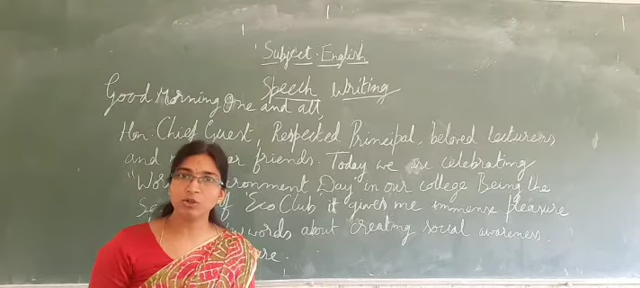 Subject - English
Speech Writing
Good Morning One and all,
Hon. Chief Guest, Respected Principal, beloved lecturers
and friends. Today we are celebrating
"World Environment Day" in our college Being the
of 'Eco Club it gives me immense pleasure
words about creating social awareness.